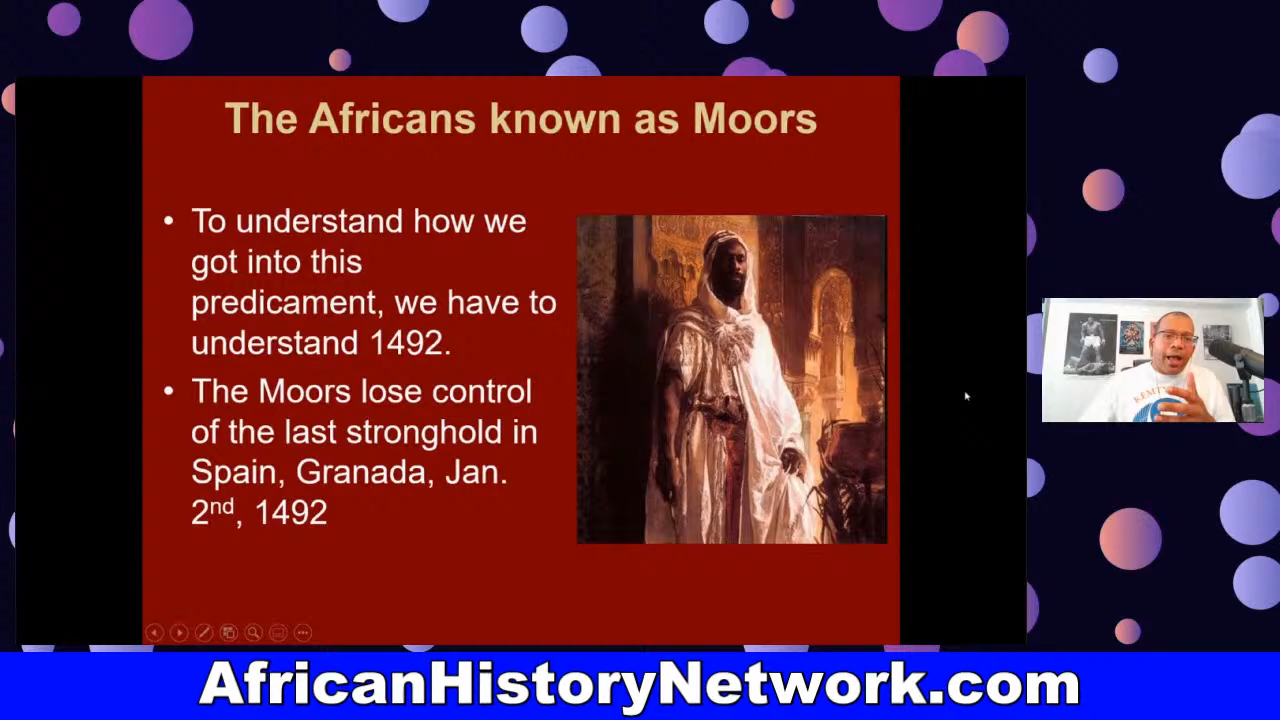 The Africans known as Moors
• To understand how we
got into this
predicament, we have to
understand 1492.
• The Moors lose control
of the last stronghold in
Spain, Granada, Jan.
2nd, 1492
AfricanHistoryNetwork.com